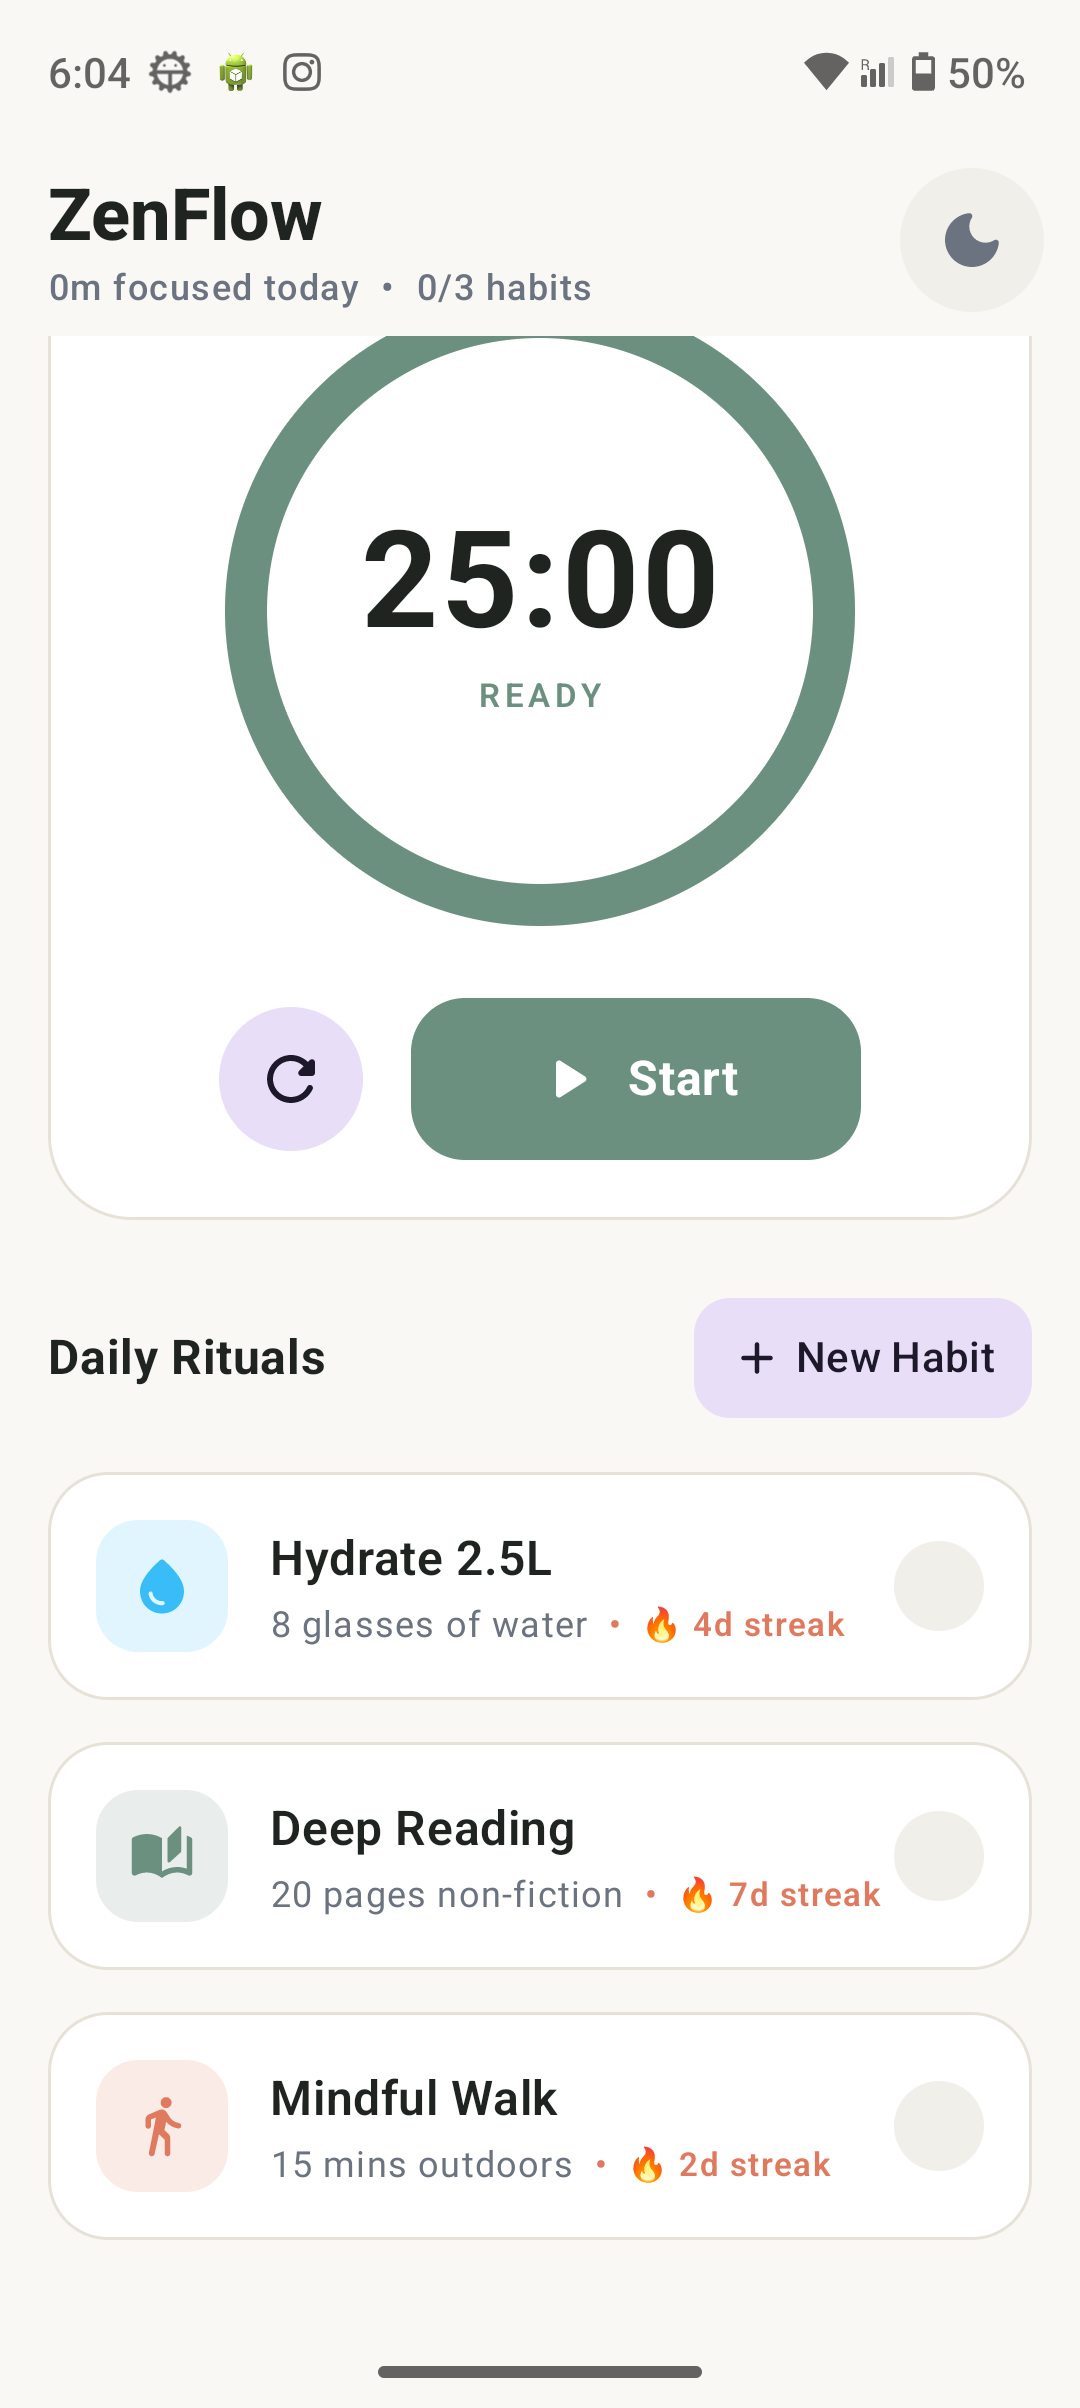 6:04 50%
ZenFlow
0m focused today • 0/3 habits
25:00
READY
Start
Daily Rituals
+ New Habit
Hydrate 2.5L
8 glasses of water • 🔥 4d streak
Deep Reading
20 pages non-fiction • 🔥 7d streak
Mindful Walk
15 mins outdoors • 🔥 2d streak